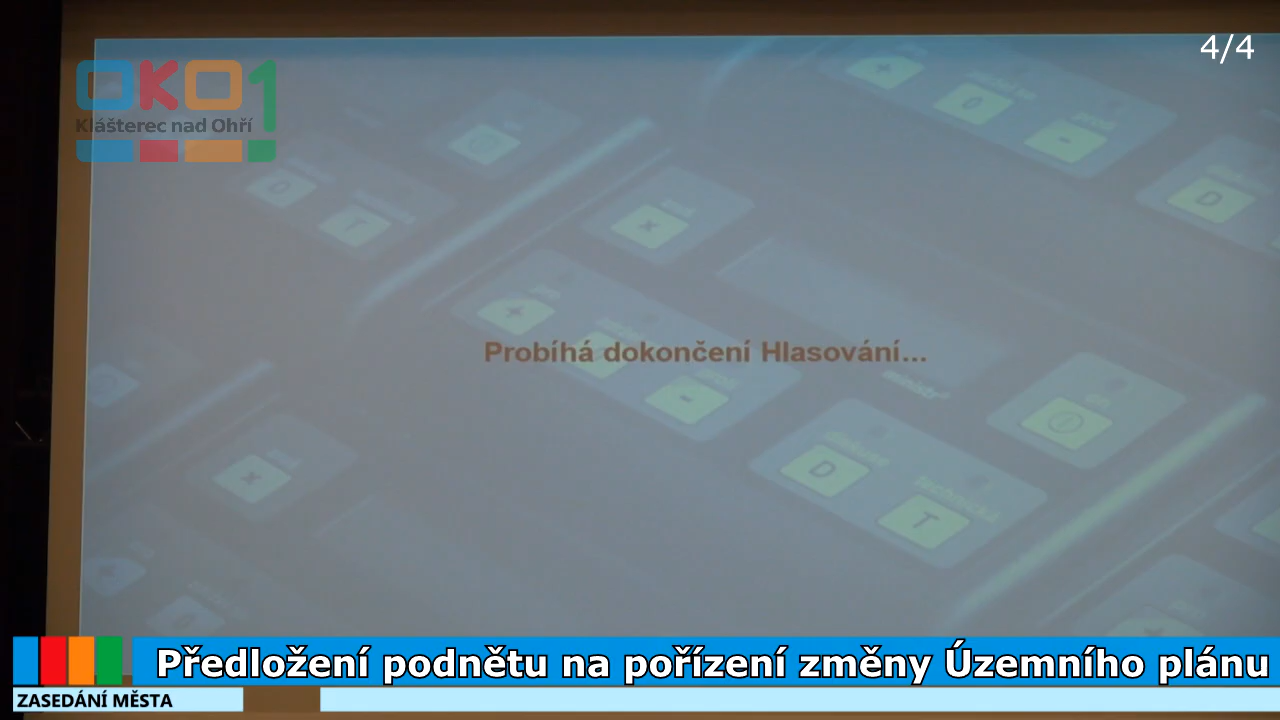 4/4
OKO1
Klášterec nad Ohří
Probíhá dokončení Hlasování...
D
T
Předložení podnětu na pořízení změny Územního plánu
ZASEDÁNÍ MĚSTA